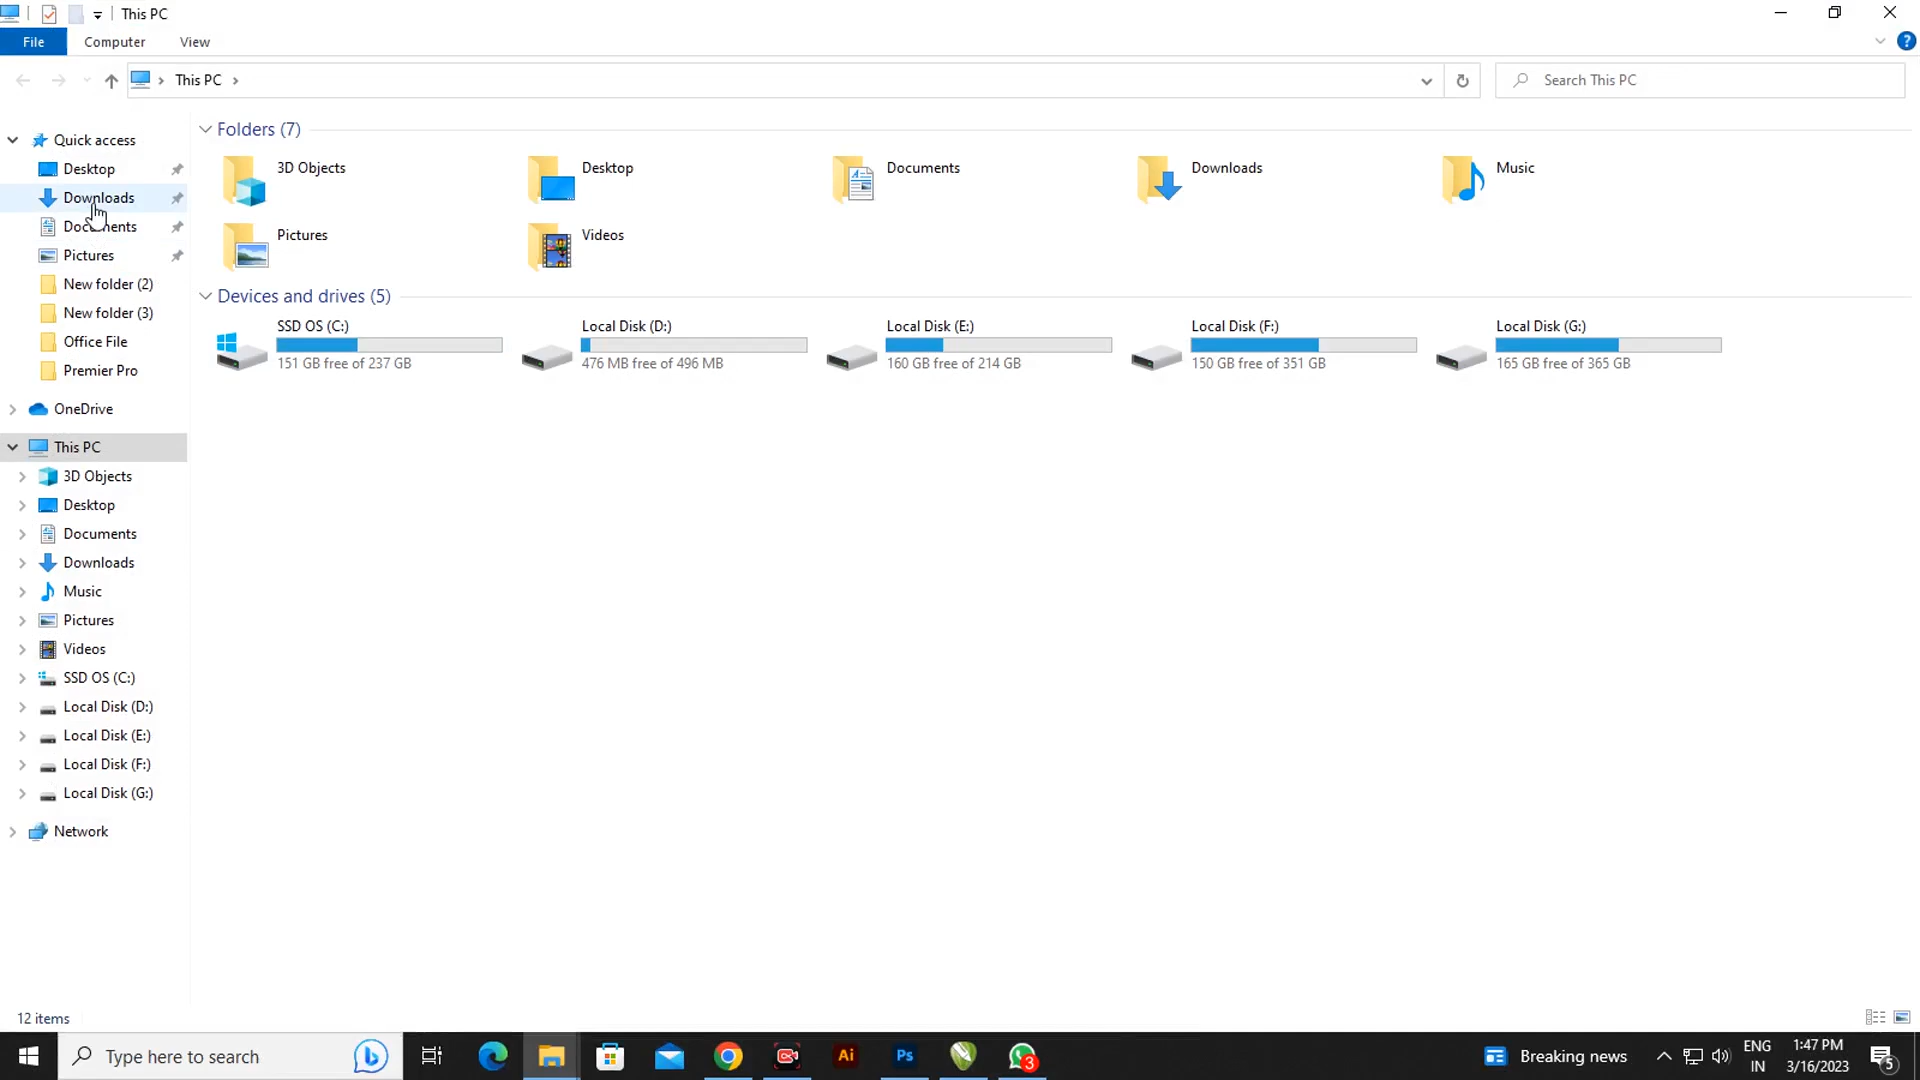 This PC
File Computer View
This PC
Search This PC
Quick access
Desktop
Downloads
Documents
Pictures
New folder (2)
New folder (3)
Office File
Premier Pro
OneDrive
This PC
3D Objects
Desktop
Documents
Downloads
Music
Pictures
Videos
SSD OS (C:)
Local Disk (D:)
Local Disk (E:)
Local Disk (F:)
Local Disk (G:)
Network
Folders (7)
3D Objects Desktop Documents Downloads Music
Pictures Videos
Devices and drives (5)
SSD OS (C:) Local Disk (D:) Local Disk (E:) Local Disk (F:) Local Disk (G:)
151 GB free of 237 GB 476 MB free of 496 MB 160 GB free of 214 GB 150 GB free of 351 GB 165 GB free of 365 GB
12 items
Type here to search
Ai Ps 3
Breaking news
ENG
IN
1:47 PM
3/16/2023
5